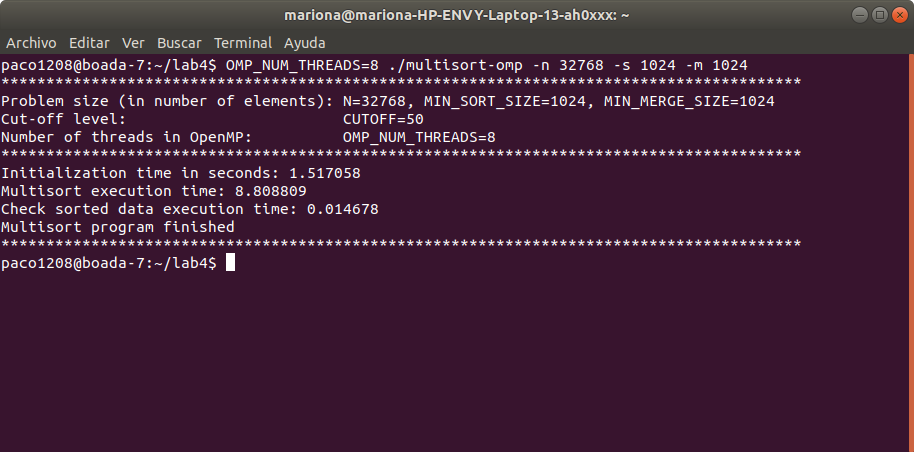 mariona@mariona-HP-ENVY-Laptop-13-ah0xxx: ~
Archivo Editar Ver Buscar Terminal Ayuda
paco1208@boada-7:~/lab4$ OMP_NUM_THREADS=8 ./multisort-omp -n 32768 -s 1024 -m 1024
*****************************************************************************************
Problem size (in number of elements): N=32768, MIN_SORT_SIZE=1024, MIN_MERGE_SIZE=1024
Cut-off level:                        CUTOFF=50
Number of threads in OpenMP:          OMP_NUM_THREADS=8
*****************************************************************************************
Initialization time in seconds: 1.517058
Multisort execution time: 8.808809
Check sorted data execution time: 0.014678
Multisort program finished
*****************************************************************************************
paco1208@boada-7:~/lab4$